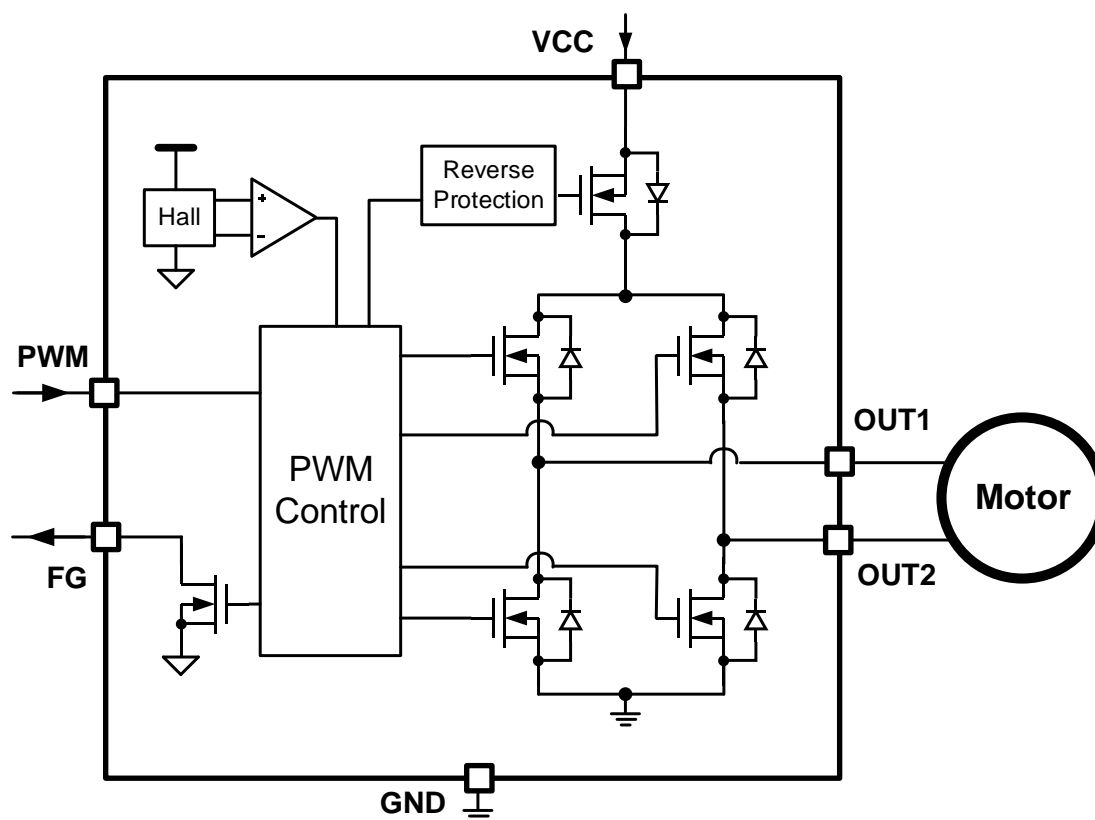 VCC
Reverse
Protection
Hall
+
−
PWM
OUT1
PWM
Control
Motor
FG
OUT2
GND